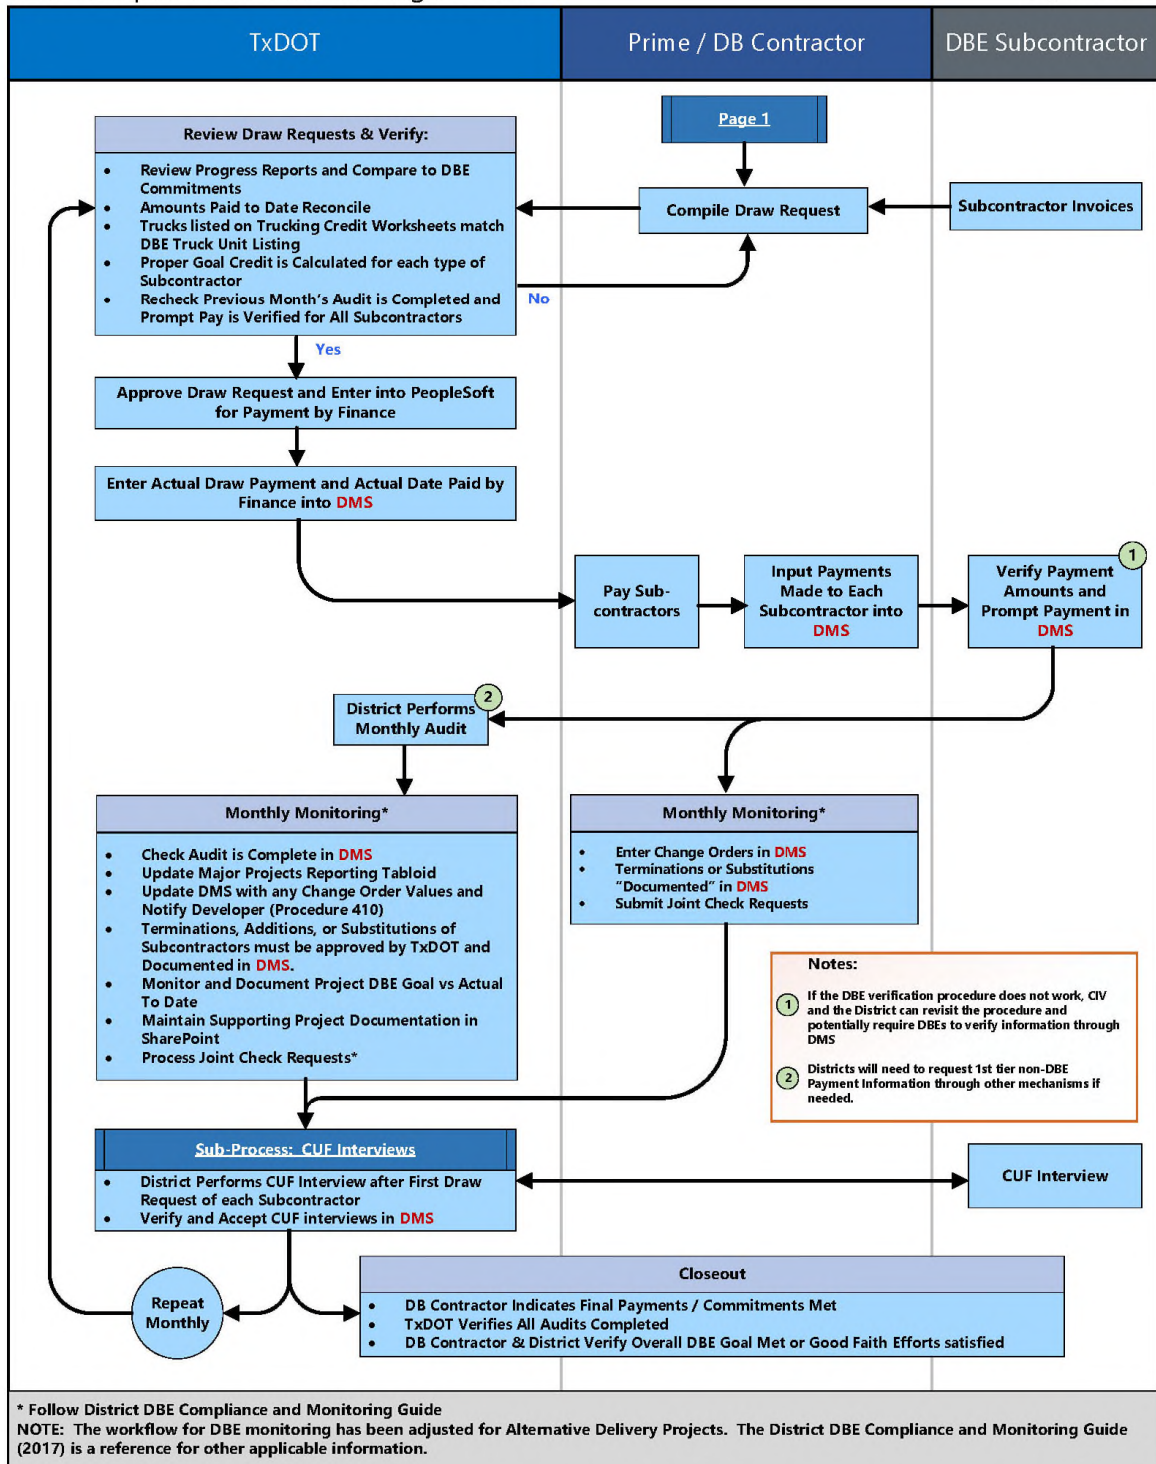 TxDOT
Prime / DB Contractor
DBE Subcontractor
Page 1
Review Draw Requests & Verify:
• Review Progress Reports and Compare to DBE
Commitments
• Amounts Paid to Date Reconcile
• Trucks listed on Trucking Credit Worksheets match
DBE Truck Unit Listing
• Proper Goal Credit is Calculated for each type of
Subcontractor
• Recheck Previous Month's Audit is Completed and
Prompt Pay is Verified for All Subcontractors
Compile Draw Request
Subcontractor Invoices
No
Yes
Approve Draw Request and Enter into PeopleSoft
for Payment by Finance
Enter Actual Draw Payment and Actual Date Paid by
Finance into DMS
Pay Sub-
contractors
Input Payments
Made to Each
Subcontractor into
DMS
1
Verify Payment
Amounts and
Prompt Payment in
DMS
2
District Performs
Monthly Audit
Monthly Monitoring*
• Check Audit is Complete in DMS
• Update Major Projects Reporting Tabloid
• Update DMS with any Change Order Values and
Notify Developer (Procedure 410)
• Terminations, Additions, or Substitutions of
Subcontractors must be approved by TxDOT and
Documented in DMS.
• Monitor and Document Project DBE Goal vs Actual
To Date
• Maintain Supporting Project Documentation in
SharePoint
• Process Joint Check Requests*
Monthly Monitoring*
• Enter Change Orders in DMS
• Terminations or Substitutions
"Documented" in DMS
• Submit Joint Check Requests
Notes:
1 If the DBE verification procedure does not work, CIV
and the District can revisit the procedure and
potentially require DBEs to verify information through
DMS
2 Districts will need to request 1st tier non-DBE
Payment Information through other mechanisms if
needed.
Sub-Process: CUF Interviews
• District Performs CUF Interview after First Draw
Request of each Subcontractor
• Verify and Accept CUF interviews in DMS
CUF Interview
Repeat
Monthly
Closeout
• DB Contractor Indicates Final Payments / Commitments Met
• TxDOT Verifies All Audits Completed
• DB Contractor & District Verify Overall DBE Goal Met or Good Faith Efforts satisfied
* Follow District DBE Compliance and Monitoring Guide
NOTE: The workflow for DBE monitoring has been adjusted for Alternative Delivery Projects. The District DBE Compliance and Monitoring Guide
(2017) is a reference for other applicable information.